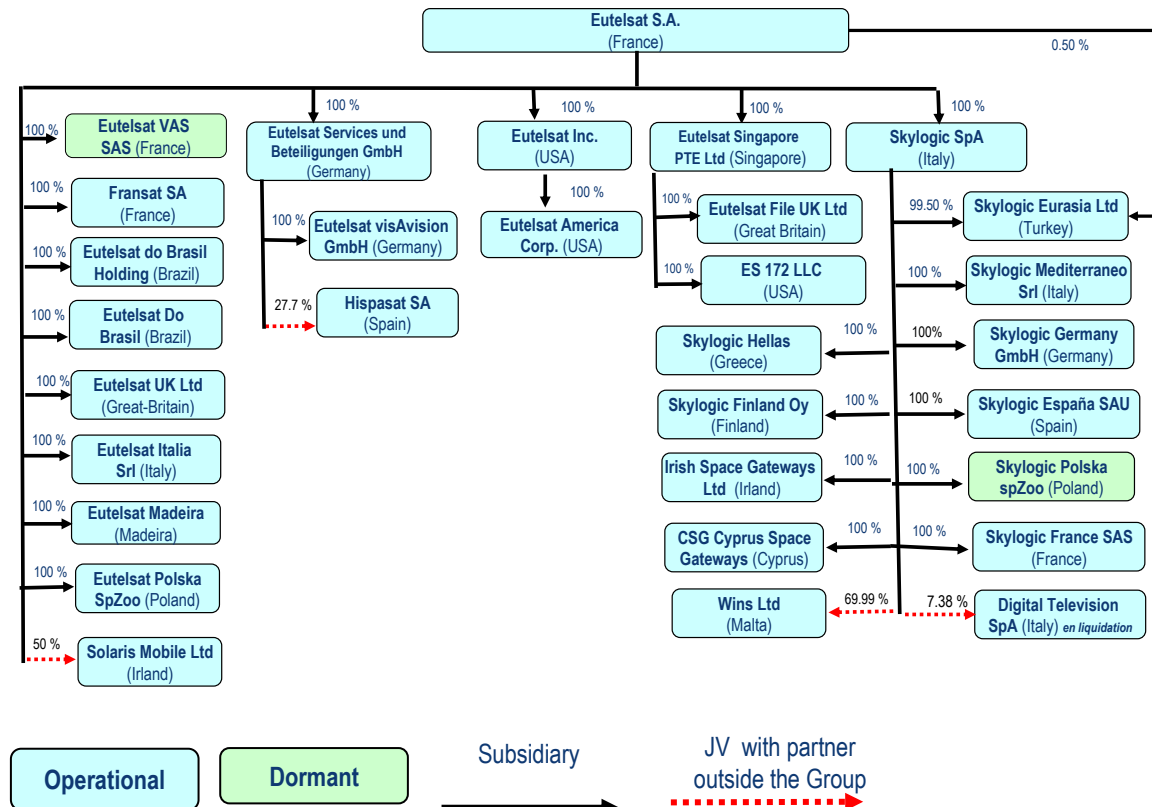 Eutelsat S.A.
(France)
0.50 %
100 %
Eutelsat VAS
SAS (France)
100 %
Fransat SA
(France)
100 %
Eutelsat do Brasil
Holding (Brazil)
100 %
Eutelsat Do
Brasil (Brazil)
100 %
Eutelsat UK Ltd
(Great-Britain)
100 %
Eutelsat Italia
Srl (Italy)
100 %
Eutelsat Madeira
(Madeira)
100 %
Eutelsat Polska
SpZoo (Poland)
50 %
Solaris Mobile Ltd
(Irland)
100 %
Eutelsat Services und
Beteiligungen GmbH
(Germany)
100 %
Eutelsat visAvision
GmbH (Germany)
27.7 %
Hispasat SA
(Spain)
100 %
Eutelsat Inc.
(USA)
100 %
Eutelsat America
Corp. (USA)
100 %
Eutelsat Singapore
PTE Ltd (Singapore)
100 %
Eutelsat File UK Ltd
(Great Britain)
100 %
ES 172 LLC
(USA)
100 %
Skylogic SpA
(Italy)
99.50 %
Skylogic Eurasia Ltd
(Turkey)
100 %
Skylogic Mediterraneo
Srl (Italy)
100 %
Skylogic Hellas
(Greece)
100%
Skylogic Germany
GmbH (Germany)
100 %
Skylogic Finland Oy
(Finland)
100 %
Skylogic España SAU
(Spain)
100 %
Irish Space Gateways
Ltd (Irland)
100 %
Skylogic Polska
spZoo (Poland)
100 %
CSG Cyprus Space
Gateways (Cyprus)
100 %
Skylogic France SAS
(France)
69.99 %
Wins Ltd
(Malta)
7.38 %
Digital Television
SpA (Italy) en liquidation
Operational
Dormant
Subsidiary
JV with partner
outside the Group